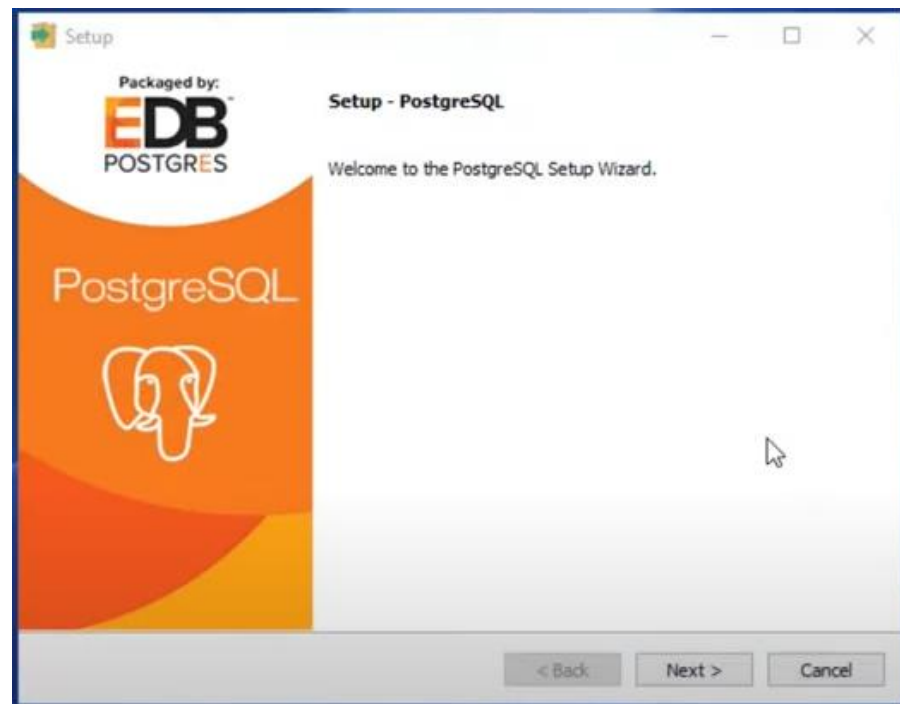 Setup
Packaged by:
EDB
POSTGRES
PostgreSQL
Setup - PostgreSQL
Welcome to the PostgreSQL Setup Wizard.
< Back
Next >
Cancel